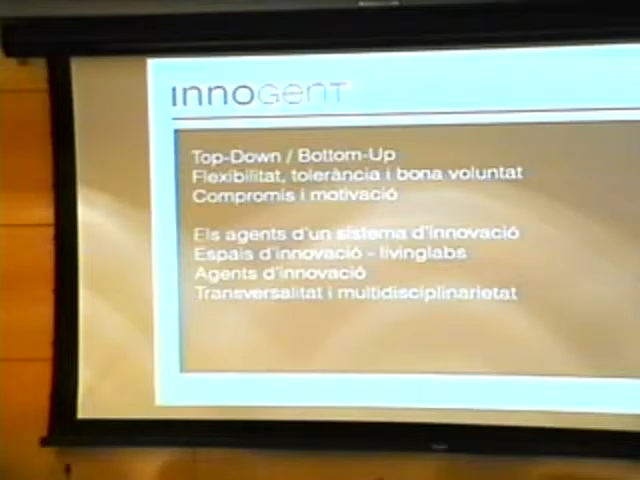 INNOGENT
Top-Down / Bottom-Up
Flexibilitat, tolerància i bona voluntat
Compromis i motivació
Els agents d'un sistema d'innovació
Espais d'innovació - livinglabs
Agents d'innovació
Transversalitat i multidisciplinarietat